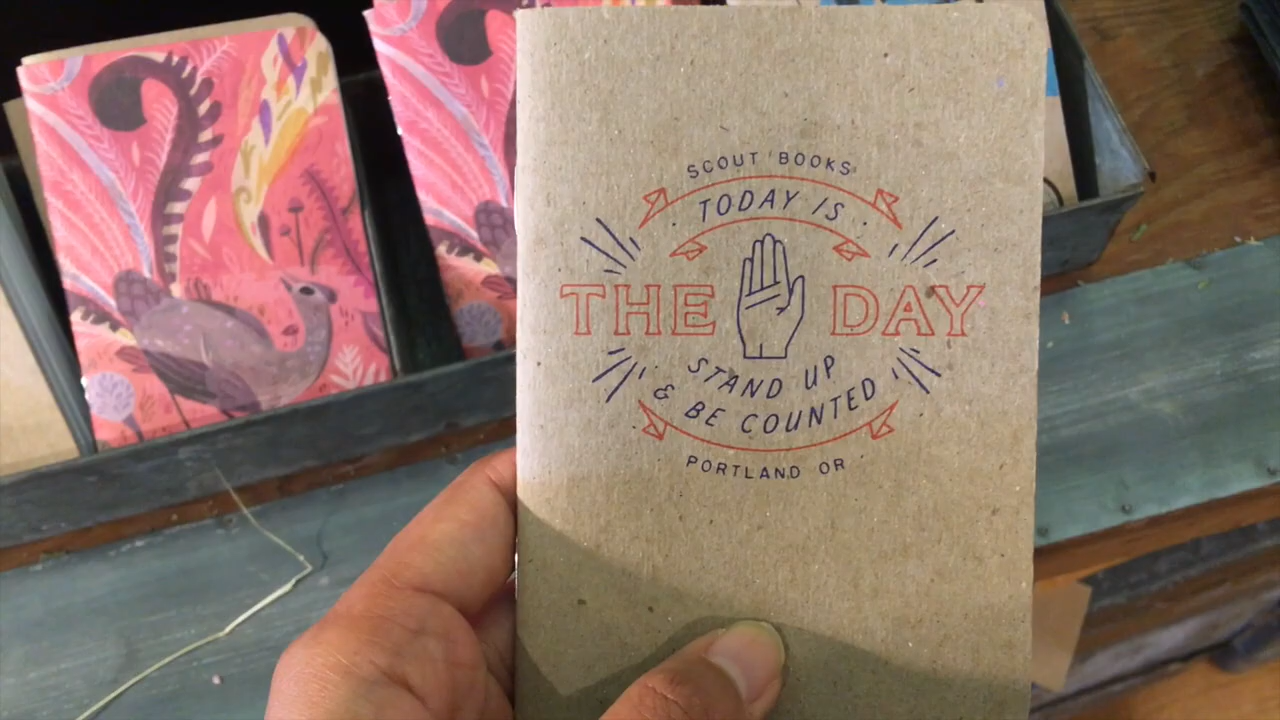 SCOUT BOOKS
TODAY IS
THE DAY
STAND UP
& BE COUNTED
PORTLAND OR